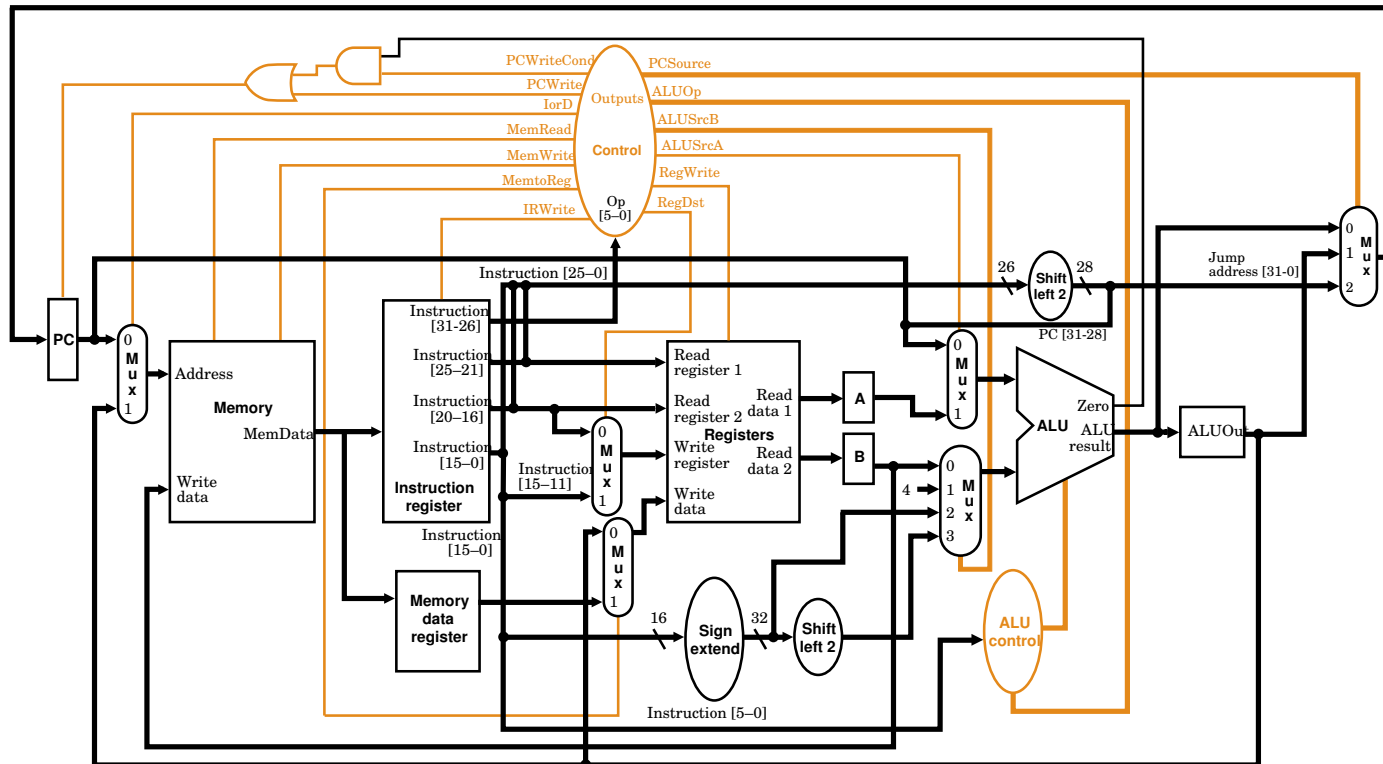 PCWriteCond
PCSource
PCWrite
Outputs
ALUOp
IorD
ALUSrcB
MemRead
Control
ALUSrcA
MemWrite
RegWrite
MemtoReg
Op
[5–0]
RegDst
IRWrite
Instruction [25–0]
26
Shift
left 2
28
Jump
address [31-0]
0
1
2
M
u
x
PC [31-28]
PC
0
M
u
x
1
Address
Memory
MemData
Write
data
Instruction
[31-26]
Instruction
[25–21]
Instruction
[20–16]
Instruction
[15–0]
Instruction
register
Instruction
[15–11]
Instruction
[15–0]
0
M
u
x
1
0
M
u
x
1
Read
register 1
Read
register 2
Registers
Write
register
Write
data
Read
data 1
Read
data 2
A
B
0
M
u
x
1
4
0
1
2
3
M
u
x
Zero
ALU
ALU
result
ALUOut
Memory
data
register
16
Sign
extend
32
Shift
left 2
ALU
control
Instruction [5–0]